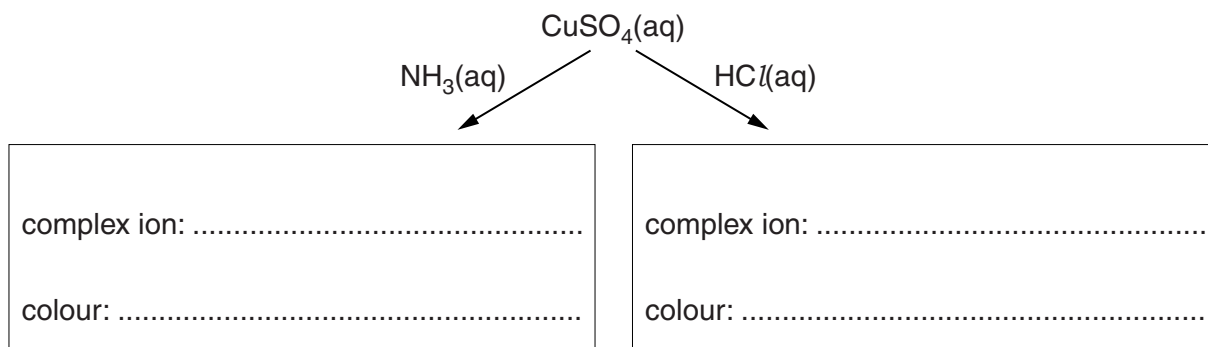 CuSO₄(aq)
NH₃(aq) HCl(aq)
complex ion: ................................................ complex ion: ................................................
colour: ......................................................... colour: .........................................................